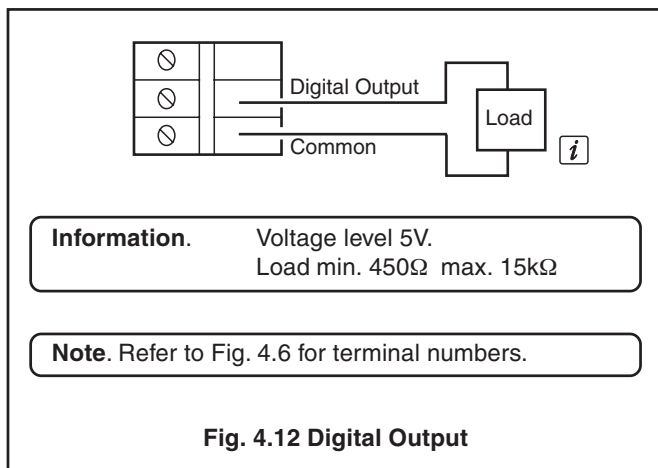 Digital Output
Load
Common
i
Information. Voltage level 5V.
Load min. 450Ω max. 15kΩ
Note. Refer to Fig. 4.6 for terminal numbers.
Fig. 4.12 Digital Output